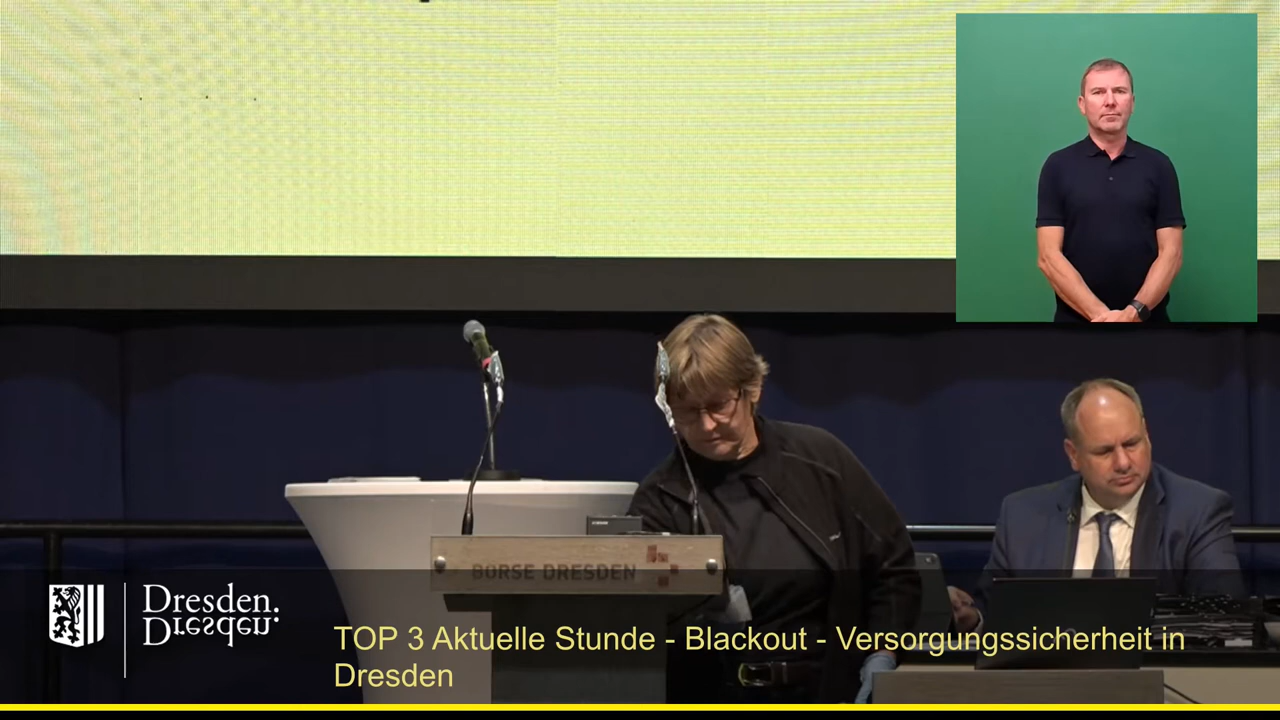 BÖRSE DRESDEN
Dresden.
Dresden.
TOP 3 Aktuelle Stunde - Blackout - Versorgungssicherheit in
Dresden